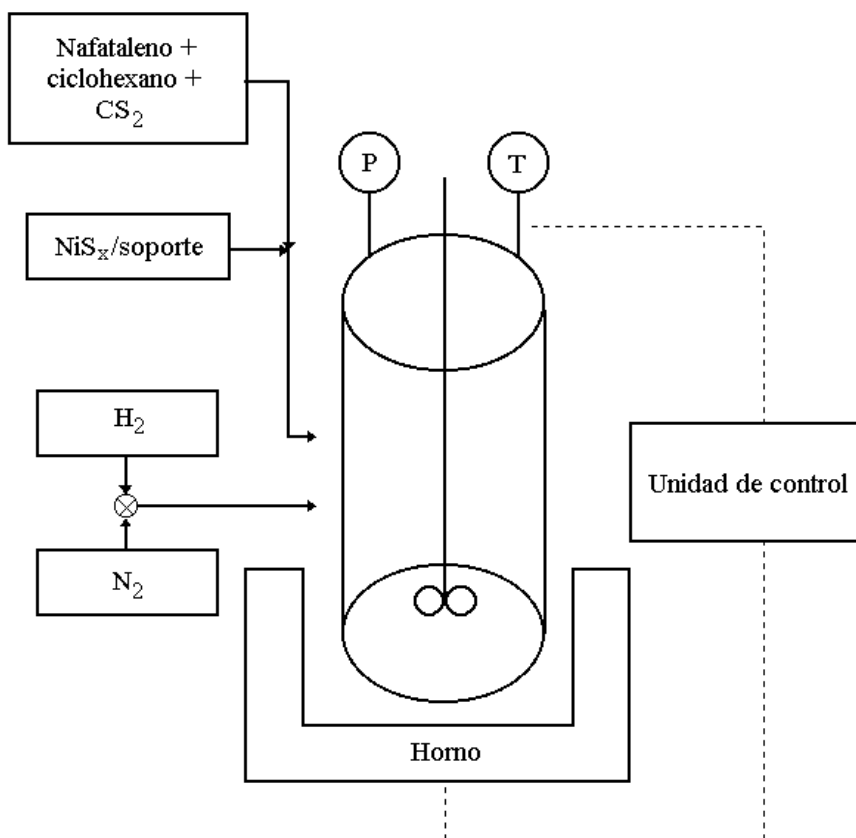 Nafataleno +
ciclohexano +
CS₂
P
T
NiSₓ/soporte
H₂
Unidad de control
N₂
Horno